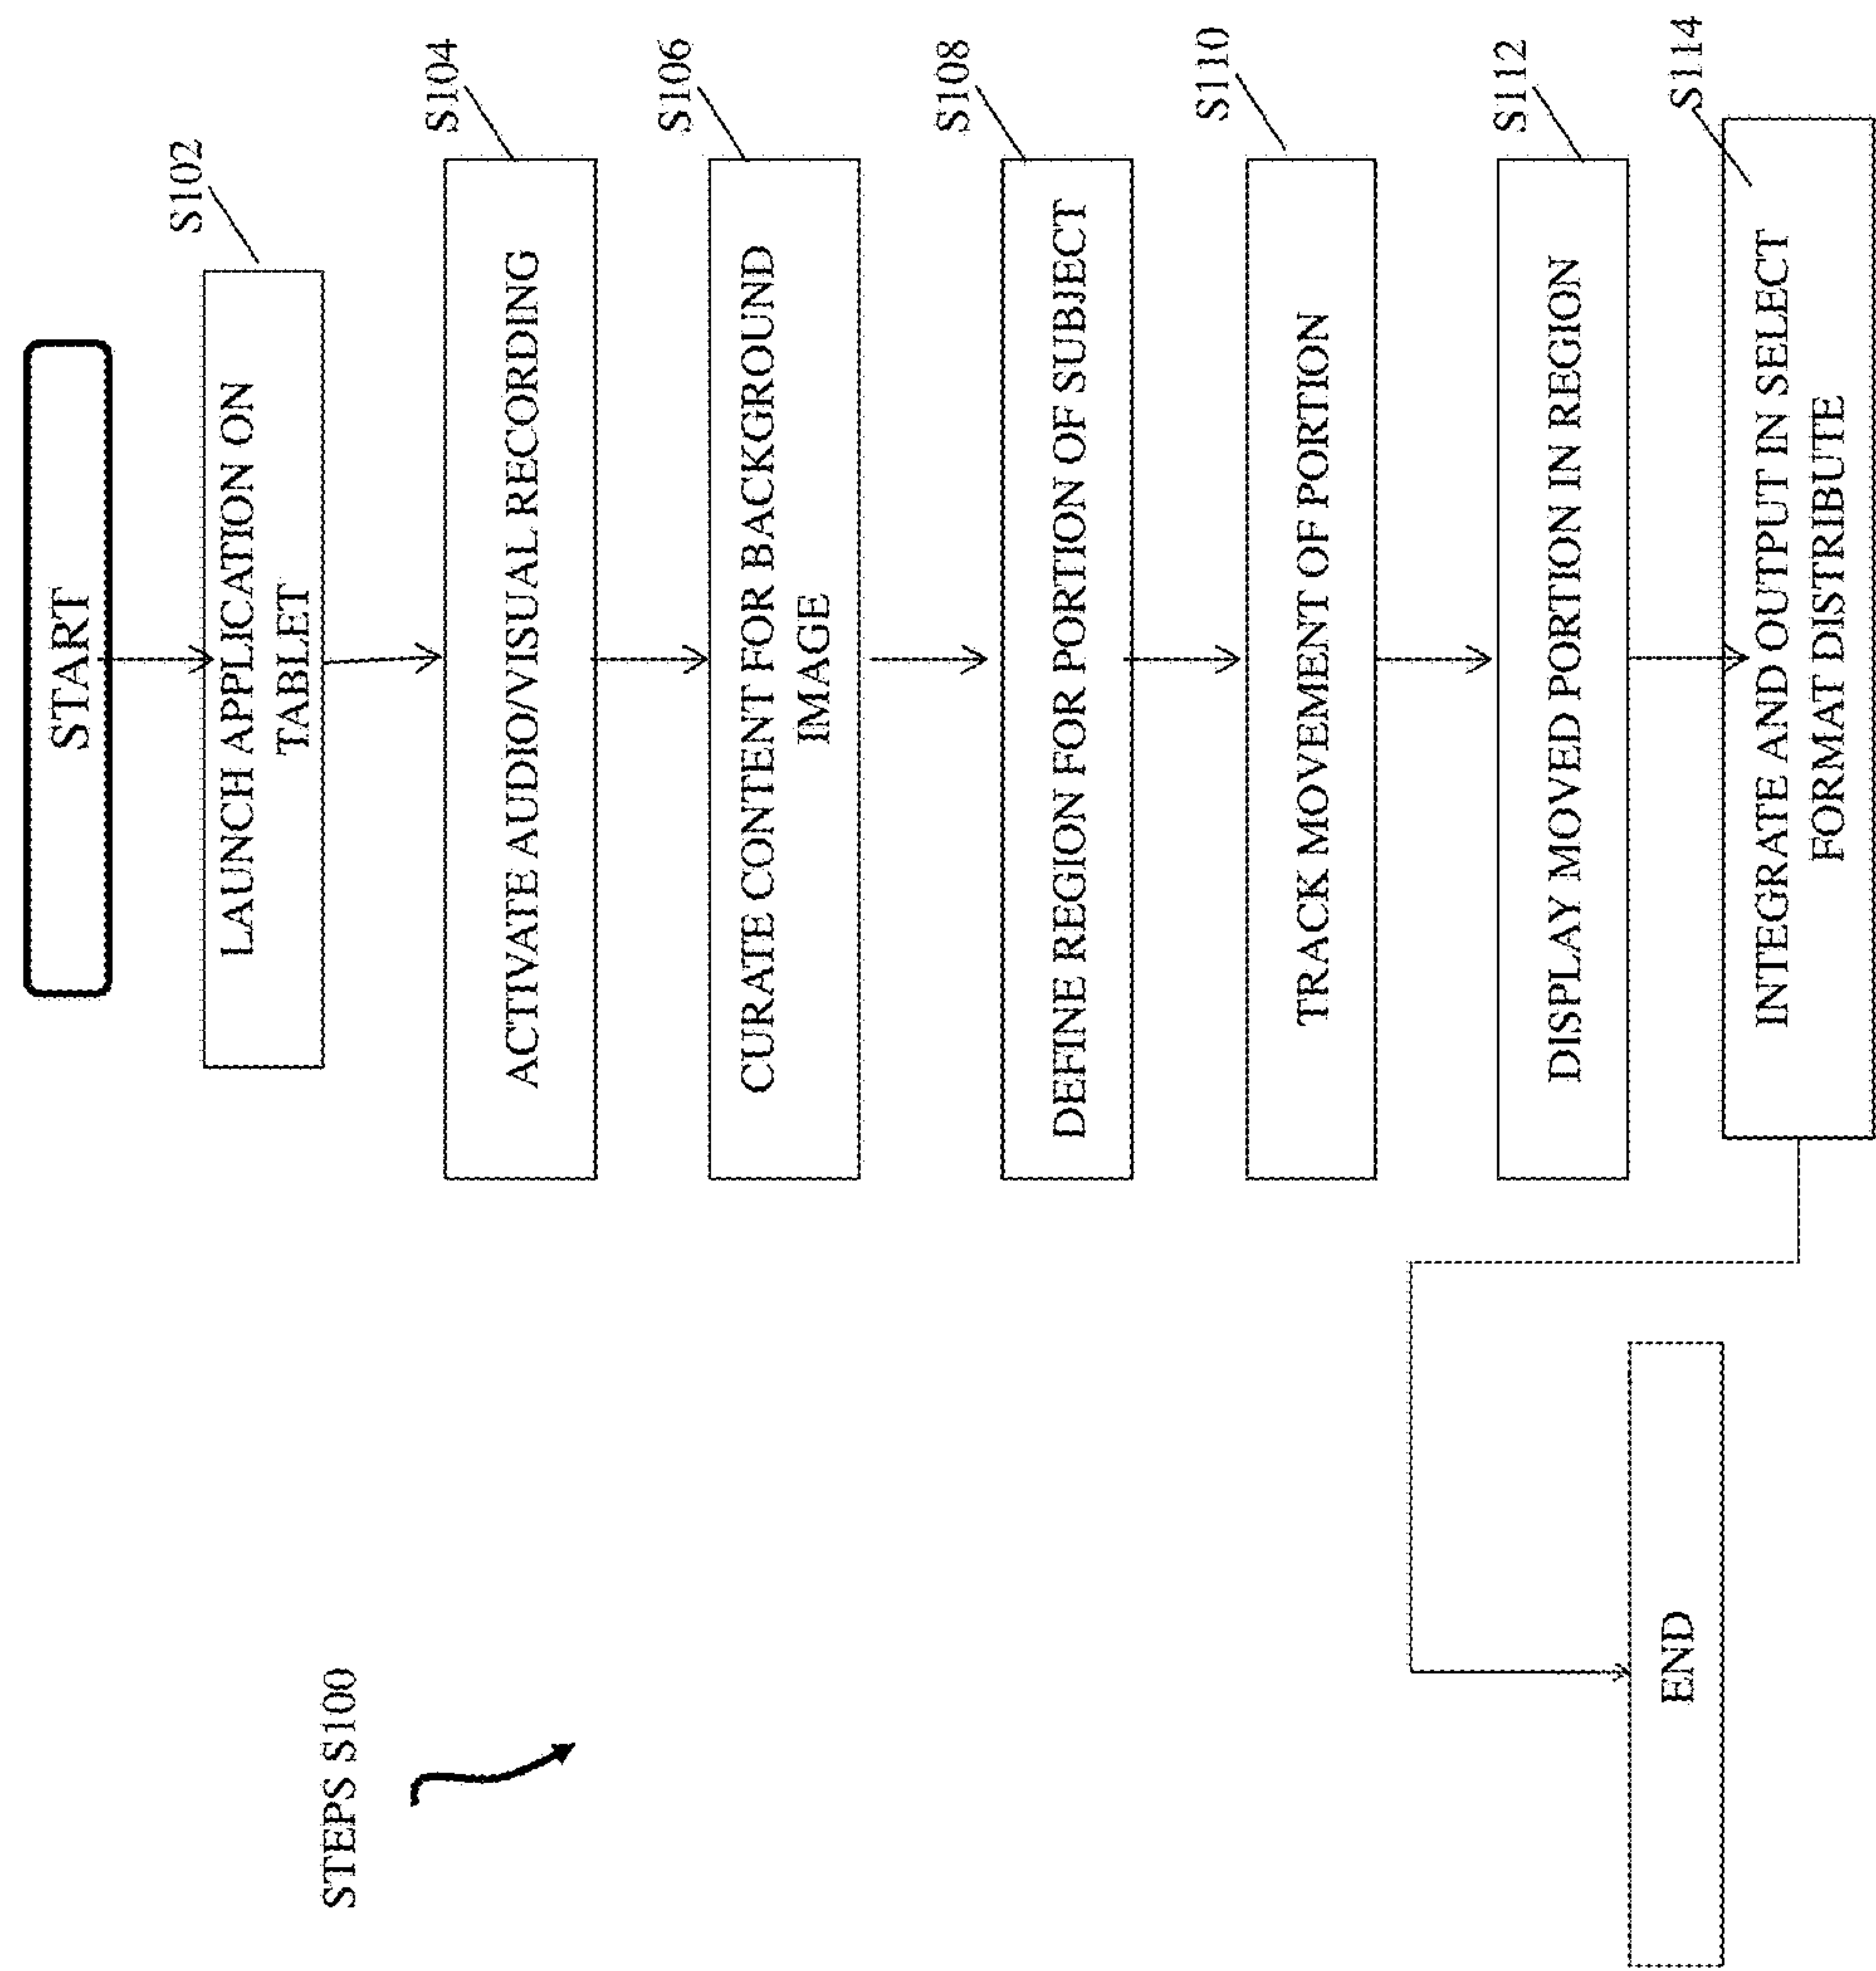 STEPS S100
START
S102
LAUNCH APPLICATION ON
TABLET
S104
ACTIVATE AUDIO/VISUAL RECORDING
S106
CURATE CONTENT FOR BACKGROUND
IMAGE
S108
DEFINE REGION FOR PORTION OF SUBJECT
S110
TRACK MOVEMENT OF PORTION
S112
DISPLAY MOVED PORTION IN REGION
S114
INTEGRATE AND OUTPUT IN SELECT
FORMAT DISTRIBUTE
END